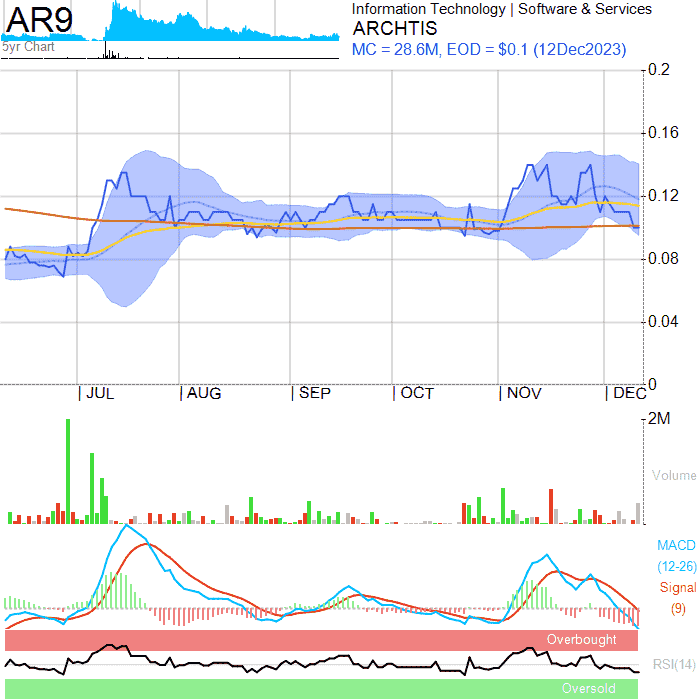 AR9
5yr Chart
Information Technology | Software & Services
ARCHTIS
MC = 28.6M, EOD = $0.1 (12Dec2023)
0.2
0.16
0.12
0.08
0.04
0
| JUL | AUG | SEP | OCT | NOV | DEC
2M
Volume
MACD
(12-26)
Signal
(9)
Overbought
RSI(14)
Oversold